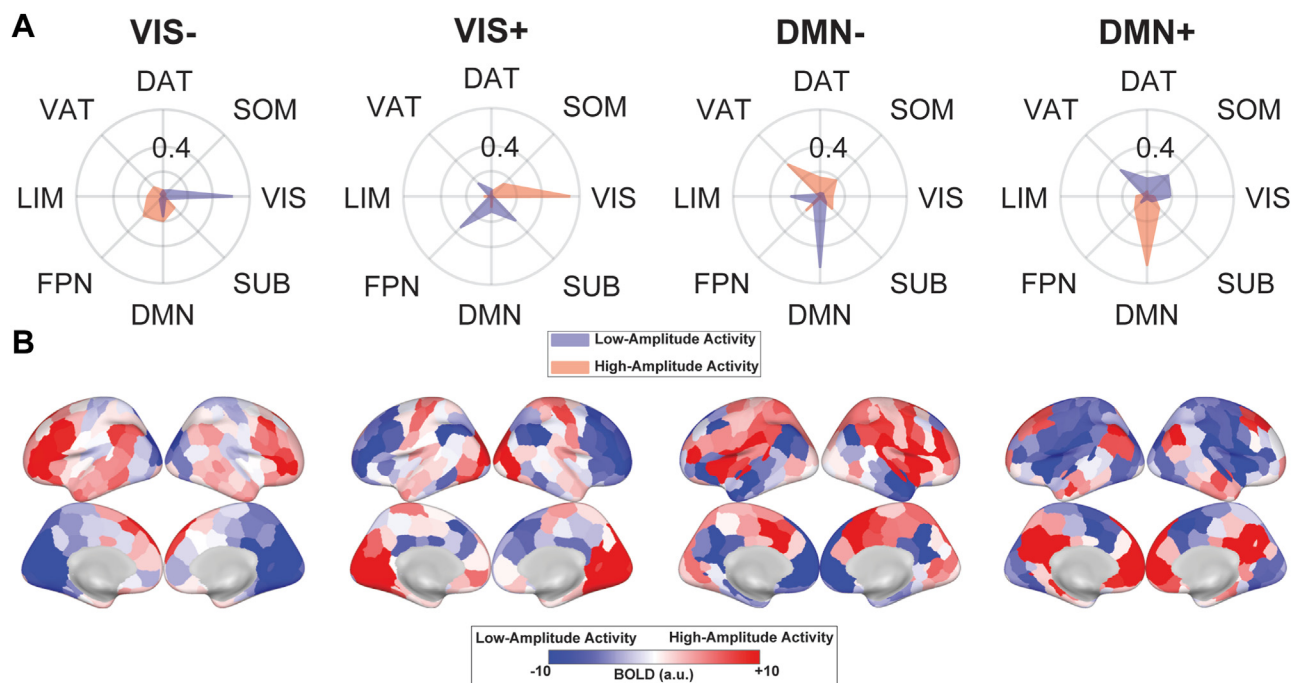 A
VIS-
VIS+
DMN-
DMN+
DAT
VAT
SOM
0.4
LIM
VIS
FPN
SUB
DMN
DAT
VAT
SOM
0.4
LIM
VIS
FPN
SUB
DMN
DAT
VAT
SOM
0.4
LIM
VIS
FPN
SUB
DMN
DAT
VAT
SOM
0.4
LIM
VIS
FPN
SUB
DMN
B
Low-Amplitude Activity
High-Amplitude Activity
Low-Amplitude Activity High-Amplitude Activity
-10 BOLD (a.u.) +10